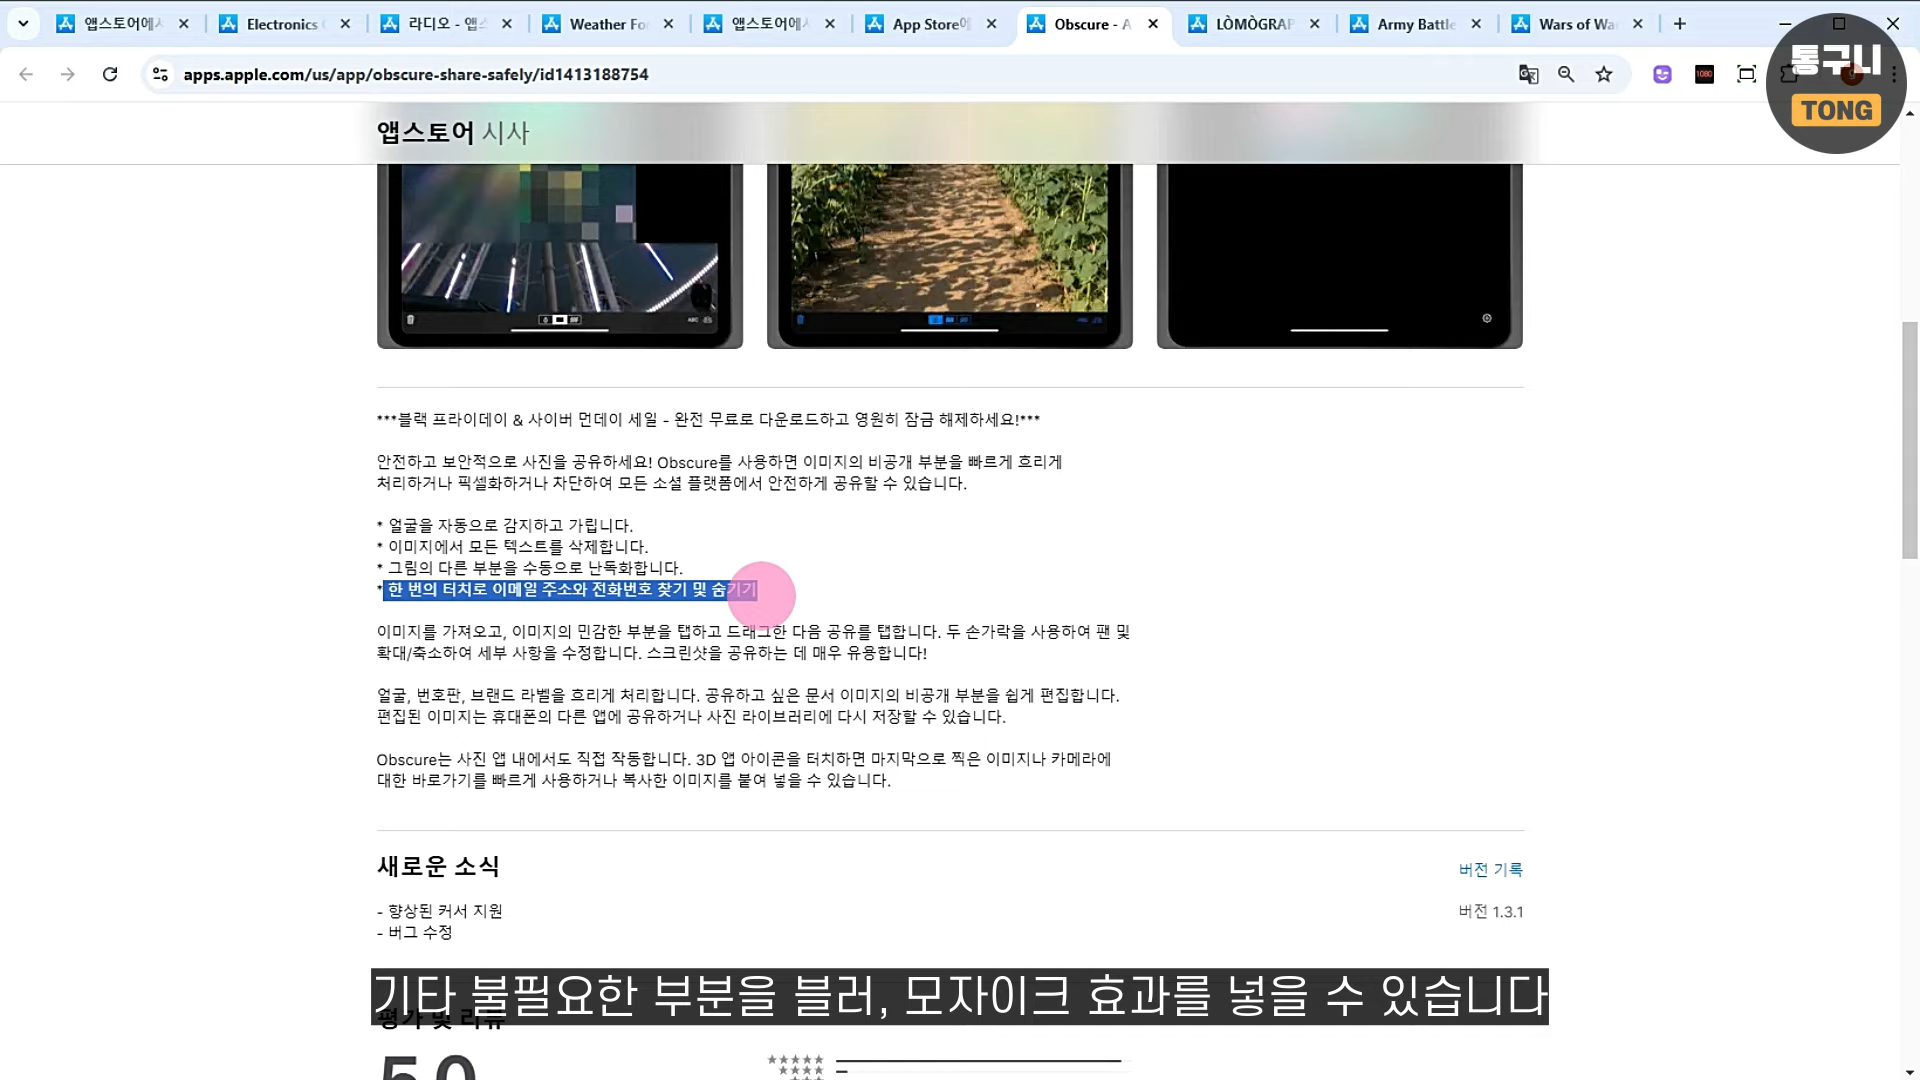 앱스토어에서
Electronics
라디오 - 앱스
Weather For
앱스토어에서
App Store에
Obscure - A
LÒMÒGRAP
Army Battle
Wars of Wa
apps.apple.com/us/app/obscure-share-safely/id1413188754
1080
통구니
TONG
앱스토어 시사
ABC
***블랙 프라이데이 & 사이버 먼데이 세일 - 완전 무료로 다운로드하고 영원히 잠금 해제하세요!***
안전하고 보안적으로 사진을 공유하세요! Obscure를 사용하면 이미지의 비공개 부분을 빠르게 흐리게
처리하거나 픽셀화하거나 차단하여 모든 소셜 플랫폼에서 안전하게 공유할 수 있습니다.
* 얼굴을 자동으로 감지하고 가립니다.
* 이미지에서 모든 텍스트를 삭제합니다.
* 그림의 다른 부분을 수동으로 난독화합니다.
* 한 번의 터치로 이메일 주소와 전화번호 찾기 및 숨기기
이미지를 가져오고, 이미지의 민감한 부분을 탭하고 드래그한 다음 공유를 탭합니다. 두 손가락을 사용하여 팬 및
확대/축소하여 세부 사항을 수정합니다. 스크린샷을 공유하는 데 매우 유용합니다!
얼굴, 번호판, 브랜드 라벨을 흐리게 처리합니다. 공유하고 싶은 문서 이미지의 비공개 부분을 쉽게 편집합니다.
편집된 이미지는 휴대폰의 다른 앱에 공유하거나 사진 라이브러리에 다시 저장할 수 있습니다.
Obscure는 사진 앱 내에서도 직접 작동합니다. 3D 앱 아이콘을 터치하면 마지막으로 찍은 이미지나 카메라에
대한 바로가기를 빠르게 사용하거나 복사한 이미지를 붙여 넣을 수 있습니다.
새로운 소식
버전 기록
- 향상된 커서 지원
버전 1.3.1
- 버그 수정
기타 불필요한 부분을 블러, 모자이크 효과를 넣을 수 있습니다
평가 및 리뷰
5.0